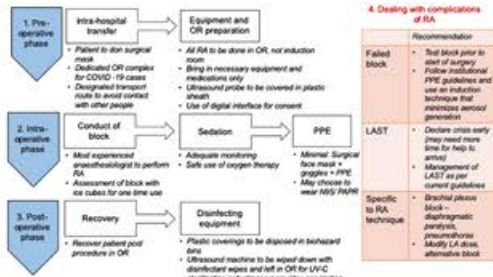 1. Pre-
operative
phase
Intra-hospital
transfer
• Patient to don surgical
mask
• Dedicated OR complex
for COVID-19 cases
• Designated transport
route to avoid contact
with other people
Equipment and
OR preparation
• All RA to be done in OR, not induction
room
• Bring in necessary equipment and
medications only
• Ultrasound probe to be covered in plastic
sheath
• Use of digital interface for consent
2. Intra-
operative
phase
Conduct of
block
• Most experienced
anaesthesiologist to perform
RA
• Assessment of block with
ice cubes for one time use
Sedation
• Adequate monitoring
• Safe use of oxygen therapy
PPE
• Minimal: Surgical
face mask +
goggles + PPE
• May choose to
wear N95/ PAPR
3. Post-
operative
phase
Recovery
• Recover patient post
procedure in OR
Disinfecting
equipment
• Plastic coverings to be disposed in biohazard
bins
• Ultrasound machine to be wiped down with
disinfectant wipes and left in OR for UV-C
4. Dealing with complications
of RA
Recommendation
Failed
block
• Test block prior to
start of surgery
• Follow institutional
PPE guidelines and
use an induction
technique that
minimizes aerosol
generation
LAST
• Declare crisis early
(may need more
time for help to
arrive)
• Management of
LAST as per
current guidelines
Specific
to RA
technique
• Brachial plexus
block –
diaphragmatic
paralysis,
pneumothorax
• Modify LA dose,
alternative block